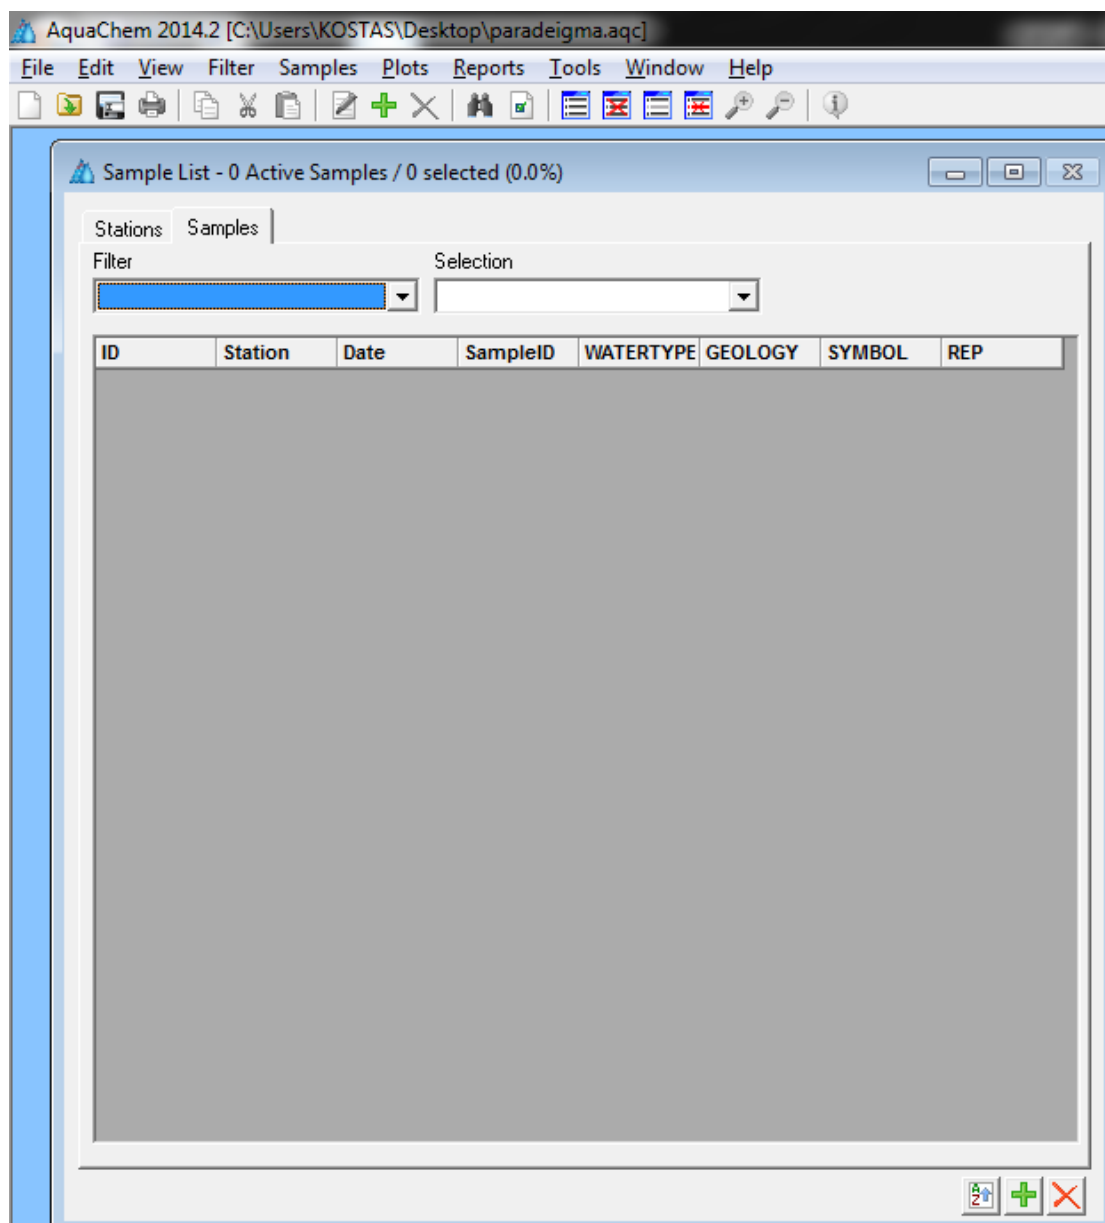 AquaChem 2014.2 [C:\Users\KOSTAS\Desktop\paradeigma.aqc]
File Edit View Filter Samples Plots Reports Tools Window Help
Sample List - 0 Active Samples / 0 selected (0.0%)
Stations Samples
Filter Selection
ID Station Date SampleID WATERTYPE GEOLOGY SYMBOL REP